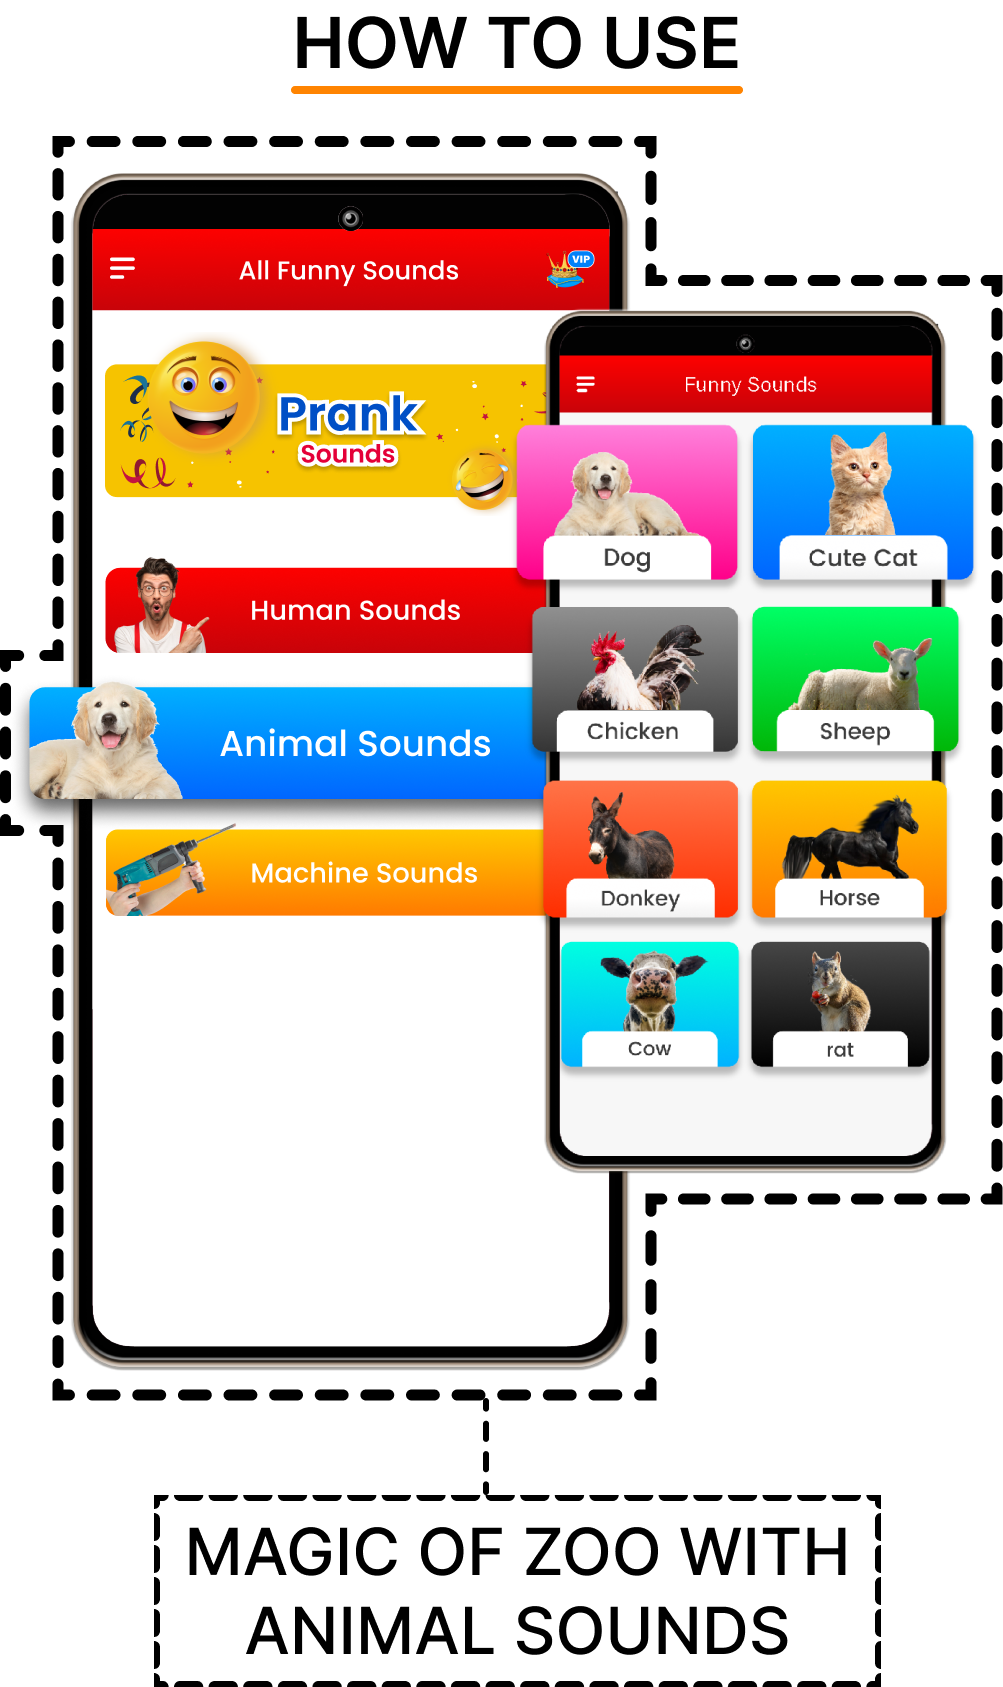 HOW TO USE
All Funny Sounds
VIP
Prank
Sounds
Human Sounds
Animal Sounds
Machine Sounds
Funny Sounds
Dog
Cute Cat
Chicken
Sheep
Donkey
Horse
Cow
rat
MAGIC OF ZOO WITH
ANIMAL SOUNDS